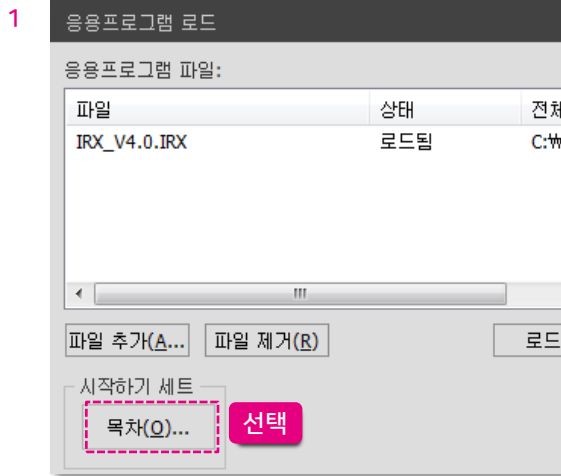 1
응용프로그램 로드
응용프로그램 파일:
파일 상태 전체
IRX_V4.0.IRX 로드됨 C:₩
파일 추가(A... 파일 제거(R) 로드
시작하기 세트
목차(O)... 선택